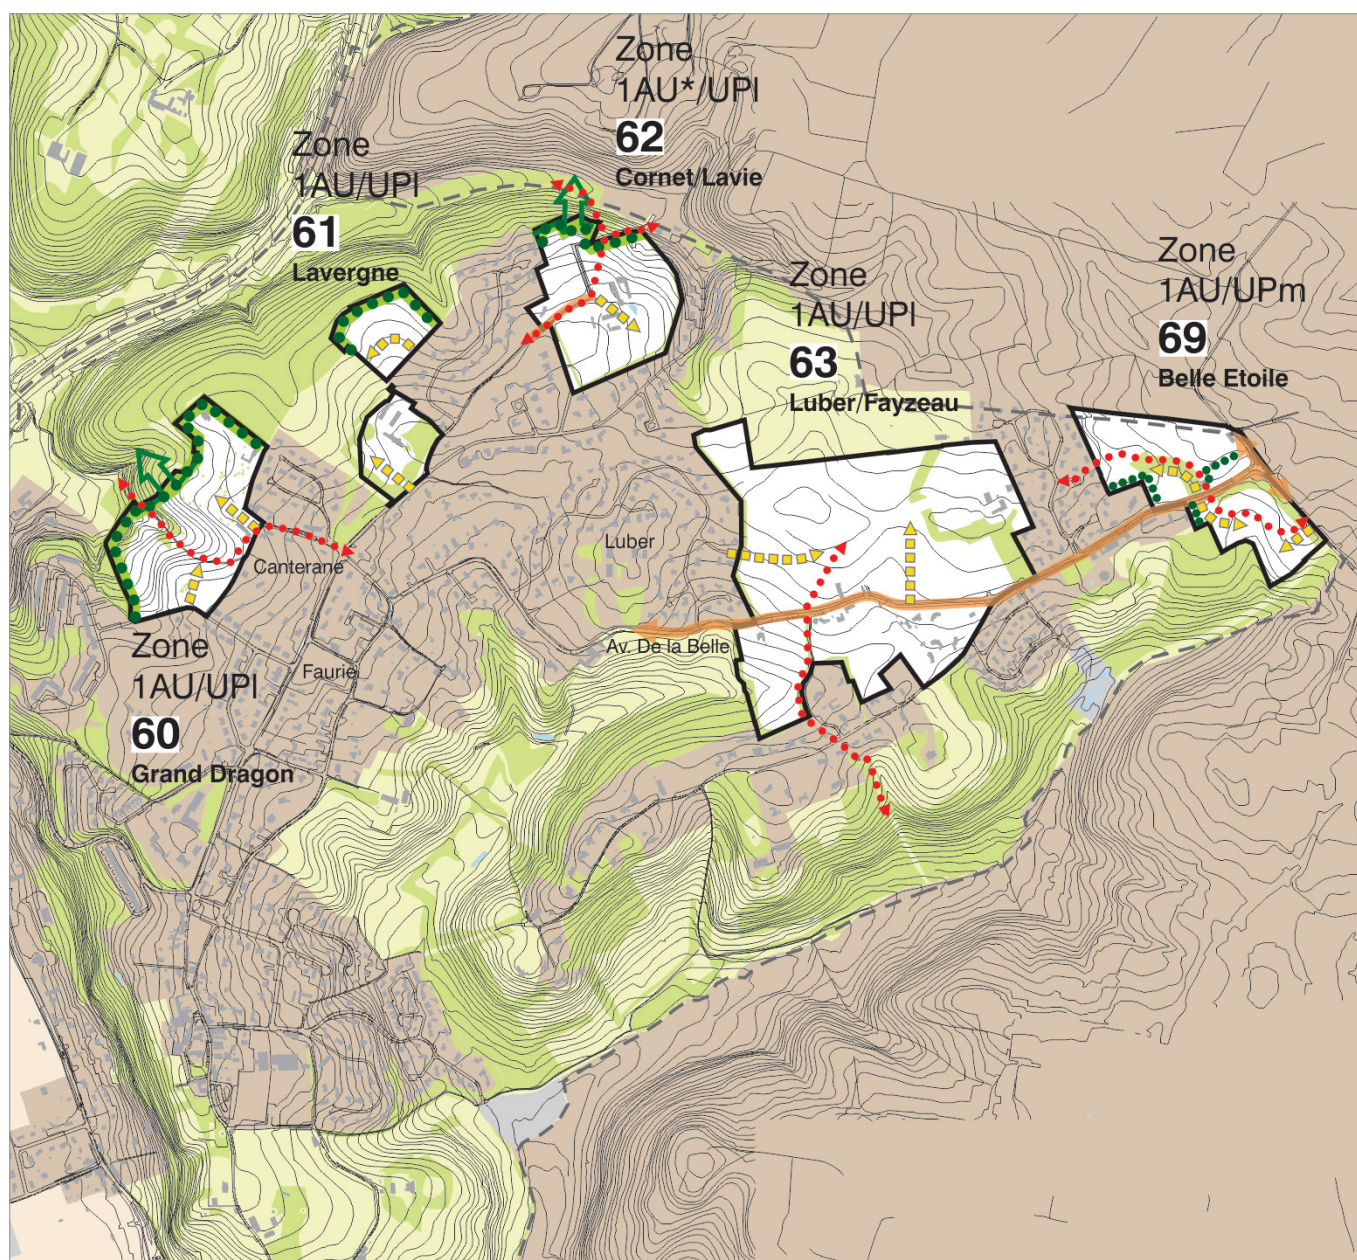 Zone
1AU*/UPl
62
Cornet/Lavie
Zone
1AU/UPl
61
Lavergne
Zone
1AU/UPl
63
Luber/Fayzeau
Zone
1AU/UPm
69
Belle Etoile
Luber
Canterane
Av. De la Belle
Faurie
Zone
1AU/UPl
60
Grand Dragon